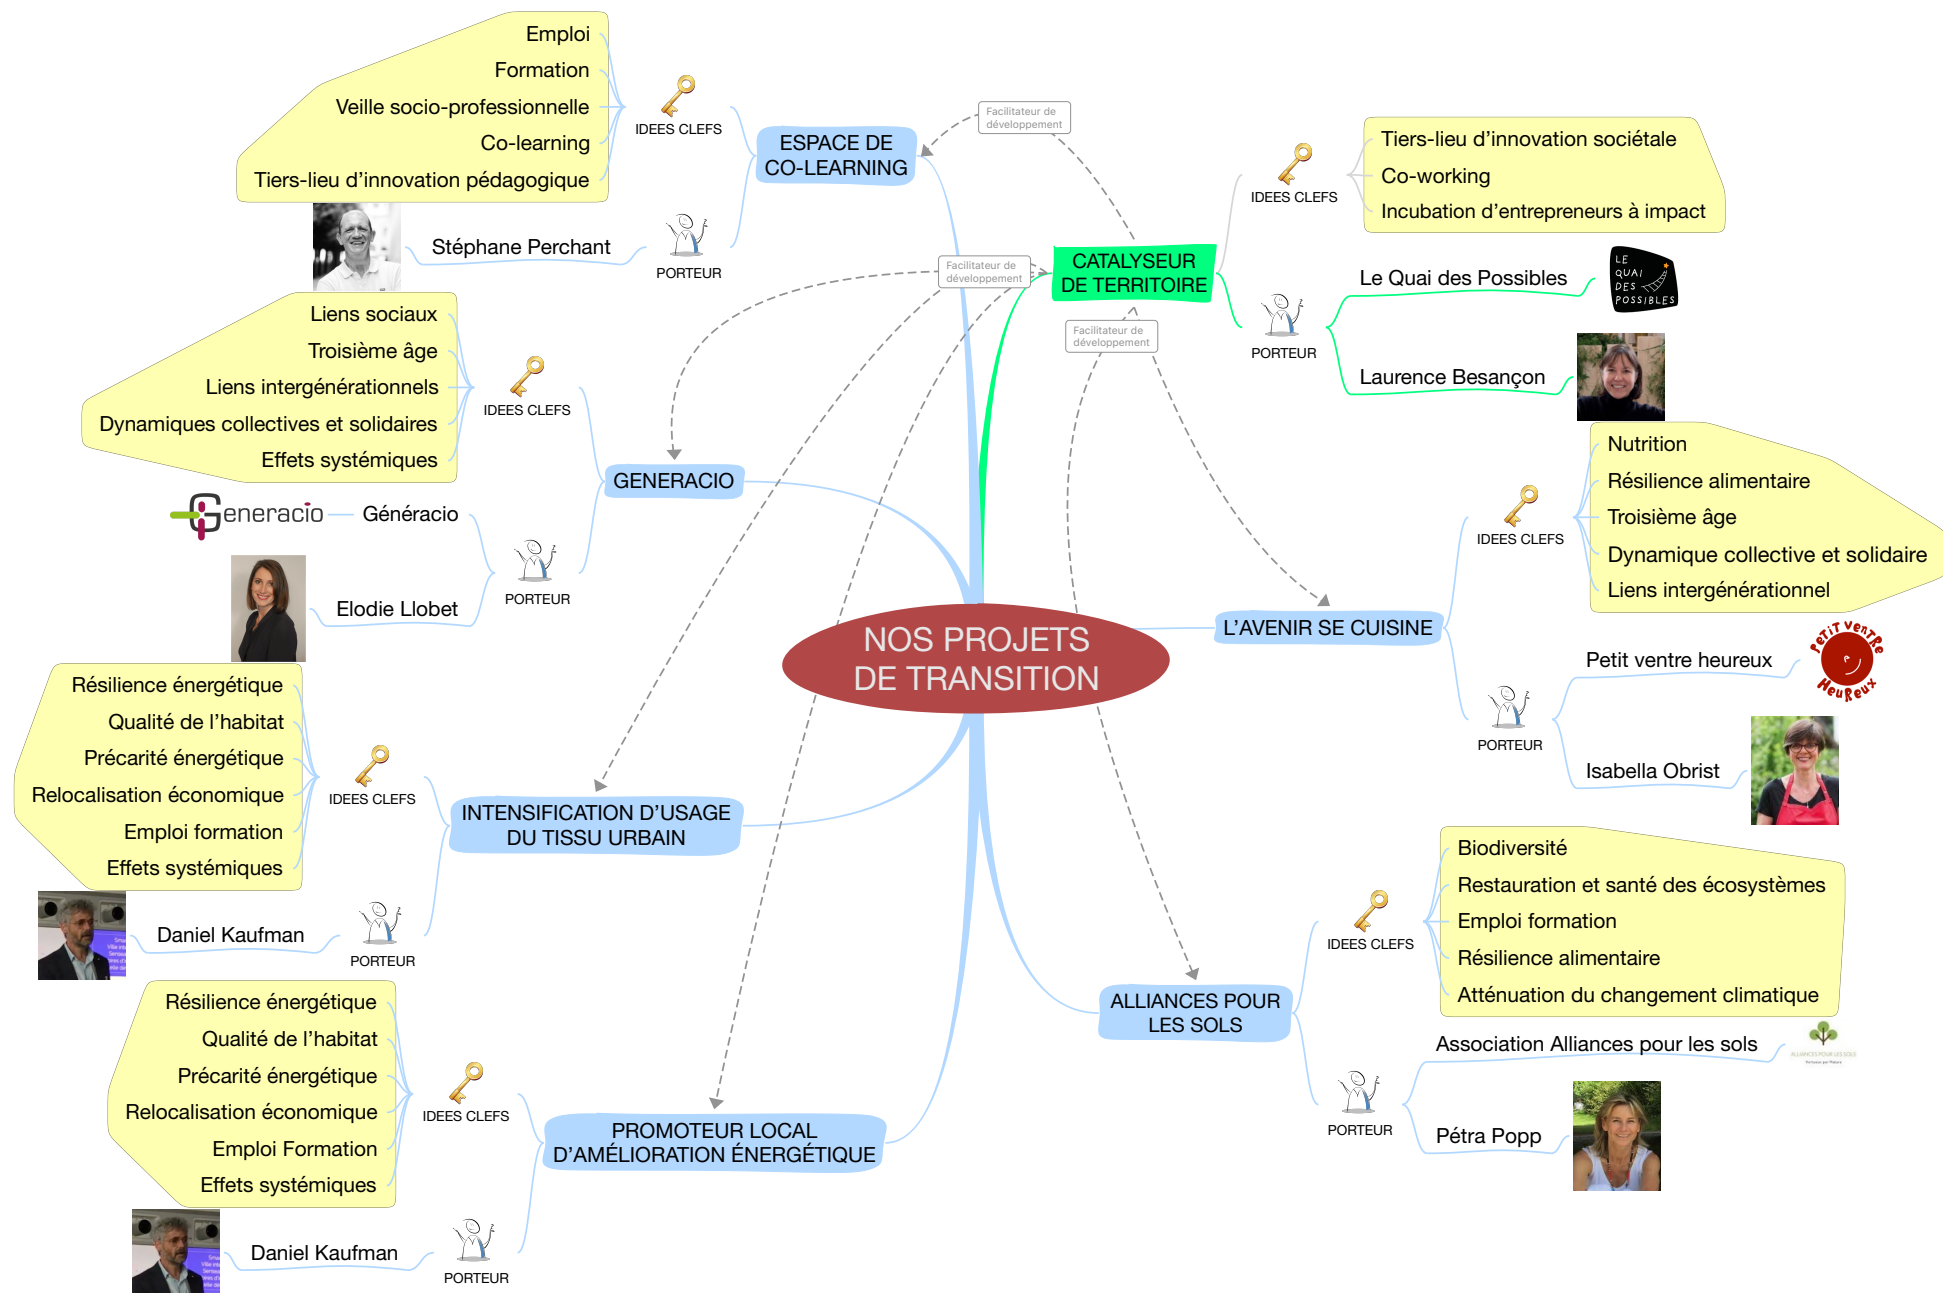 Emploi
Formation
Veille socio-professionnelle
Co-learning
Tiers-lieu d’innovation pédagogique
IDEES CLEFS
ESPACE DE
CO-LEARNING
Stéphane Perchant
PORTEUR
Facilitateur de
développement
Facilitateur de
développement
Facilitateur de
développement
CATALYSEUR
DE TERRITOIRE
IDEES CLEFS
Tiers-lieu d’innovation sociétale
Co-working
Incubation d’entrepreneurs à impact
PORTEUR
Le Quai des Possibles
LE
QUAI
DES
POSSIBLES
Laurence Besançon
Liens sociaux
Troisième âge
Liens intergénérationnels
Dynamiques collectives et solidaires
Effets systémiques
IDEES CLEFS
GENERACIO
Generacio
Généracio
Elodie Llobet
PORTEUR
NOS PROJETS
DE TRANSITION
L’AVENIR SE CUISINE
IDEES CLEFS
Nutrition
Résilience alimentaire
Troisième âge
Dynamique collective et solidaire
Liens intergénérationnel
PORTEUR
Petit ventre heureux
PeTiT VenTRe
HeuReux
Isabella Obrist
Résilience énergétique
Qualité de l’habitat
Précarité énergétique
Relocalisation économique
Emploi formation
Effets systémiques
IDEES CLEFS
INTENSIFICATION D’USAGE
DU TISSU URBAIN
Daniel Kaufman
PORTEUR
ALLIANCES POUR
LES SOLS
IDEES CLEFS
Biodiversité
Restauration et santé des écosystèmes
Emploi formation
Résilience alimentaire
Atténuation du changement climatique
PORTEUR
Association Alliances pour les sols
ALLIANCES POUR LES SOLS
Pétra Popp
Résilience énergétique
Qualité de l’habitat
Précarité énergétique
Relocalisation économique
Emploi Formation
Effets systémiques
IDEES CLEFS
PROMOTEUR LOCAL
D’AMÉLIORATION ÉNERGÉTIQUE
Daniel Kaufman
PORTEUR